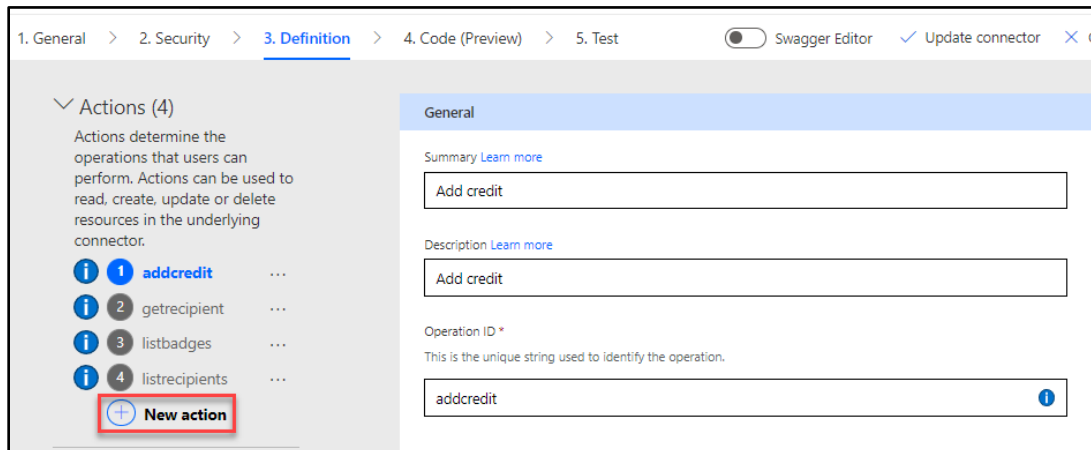 1. General > 2. Security > 3. Definition > 4. Code (Preview) > 5. Test Swagger Editor Update connector
Actions (4)
Actions determine the
operations that users can
perform. Actions can be used to
read, create, update or delete
resources in the underlying
connector.
1 addcredit ...
2 getrecipient ...
3 listbadges ...
4 listrecipients ...
New action
General
Summary Learn more
Add credit
Description Learn more
Add credit
Operation ID *
This is the unique string used to identify the operation.
addcredit